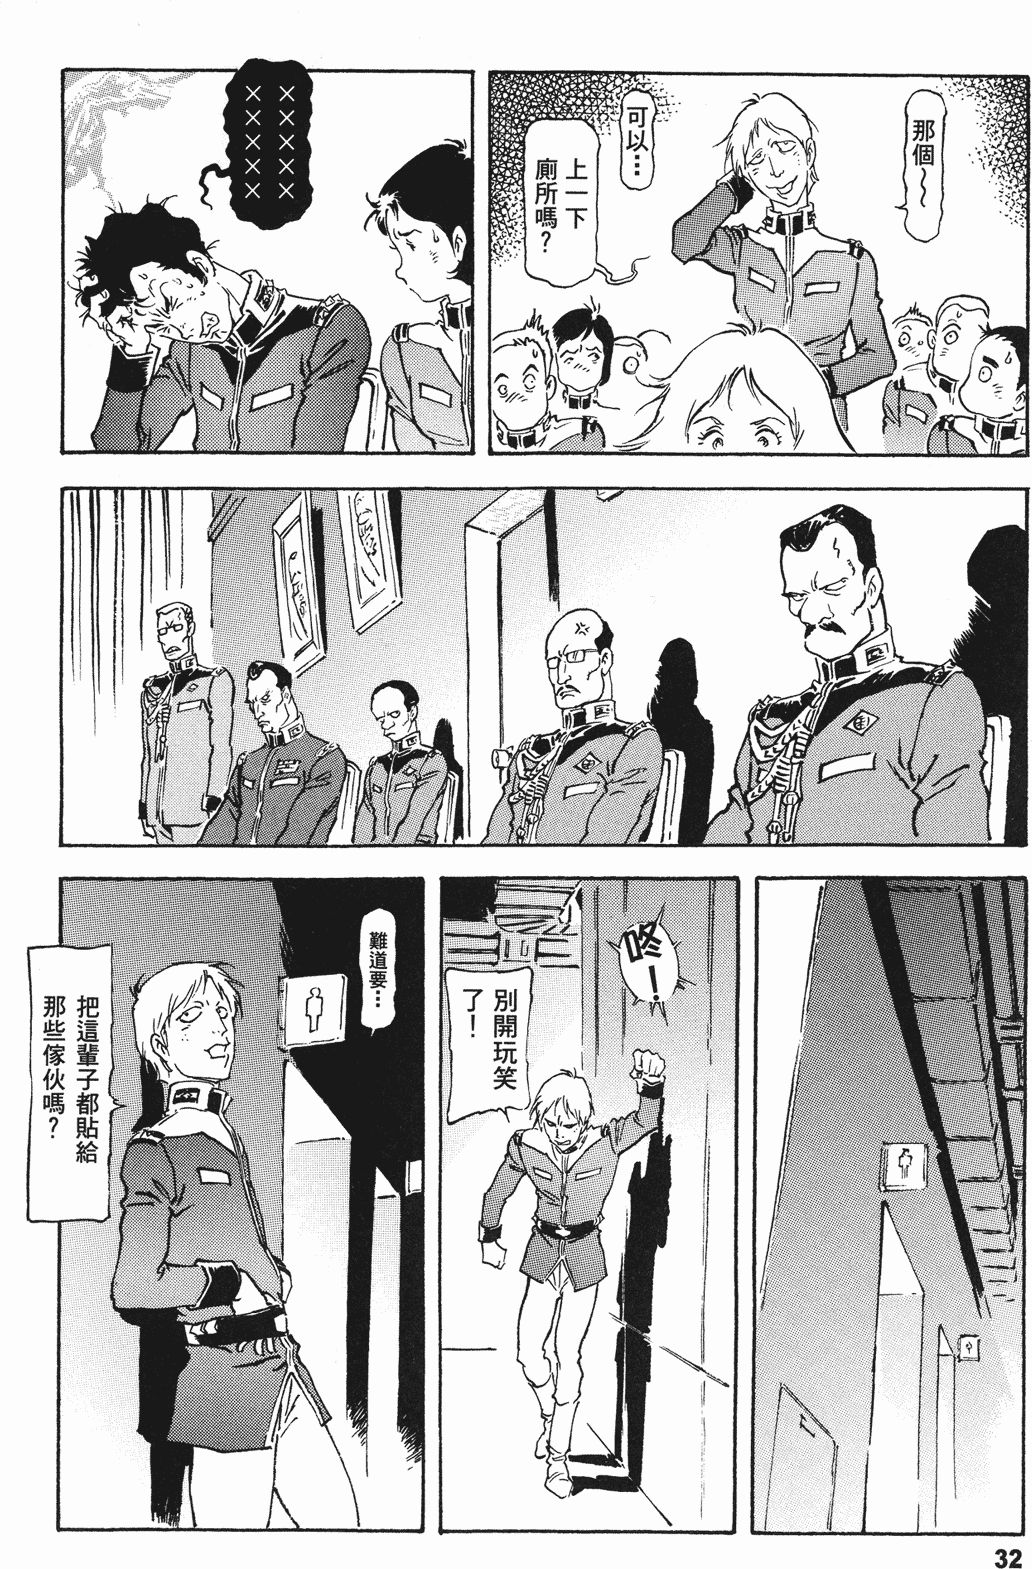 那個~
可以…
上一下
廁所嗎？
×××××
×××××
咚！
別開玩笑
了！
難道要…
把這輩子都貼給
那些傢伙嗎？
32